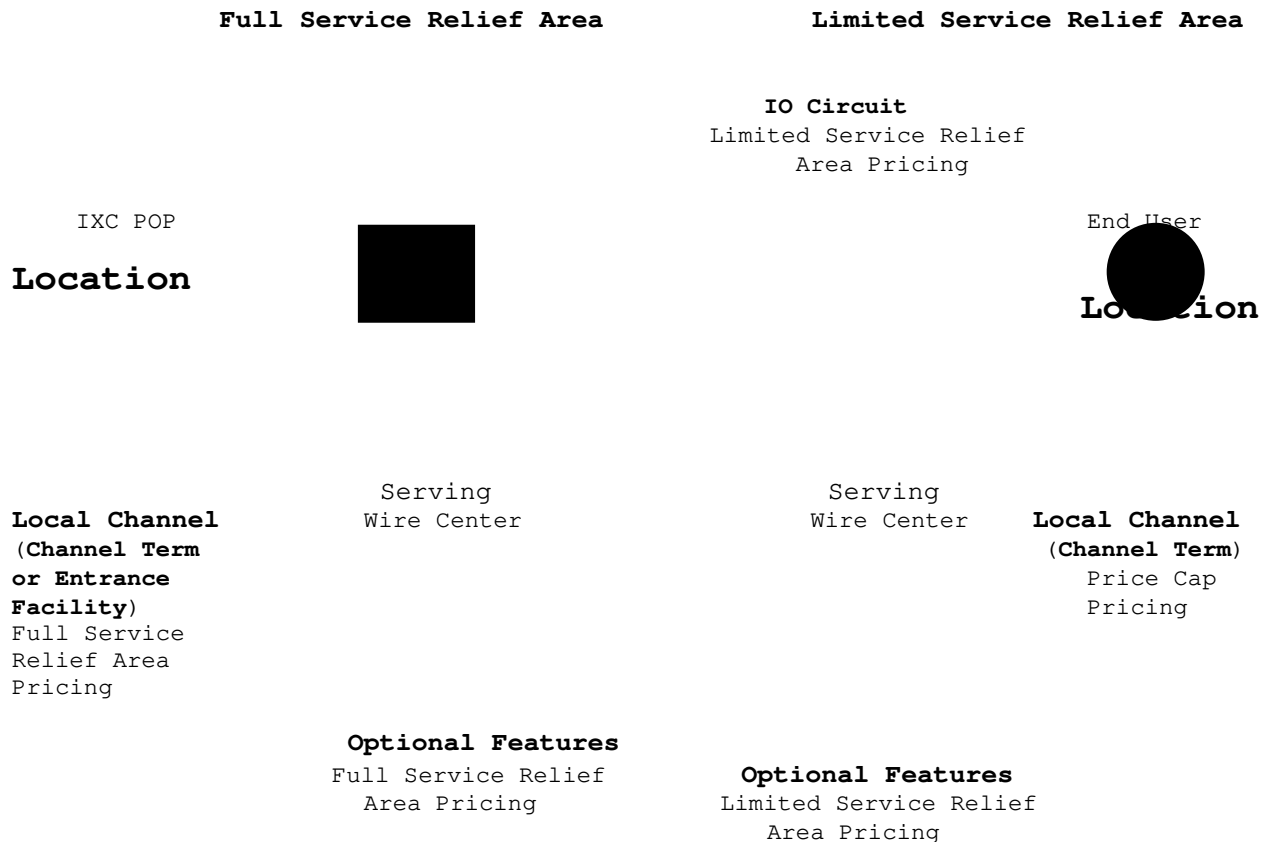 Full Service Relief Area
Limited Service Relief Area
IO Circuit
Limited Service Relief
Area Pricing
IXC POP
Location
End User
Serving
Wire Center
Serving
Wire Center
Local Channel
(Channel Term
or Entrance
Facility)
Full Service
Relief Area
Pricing
Local Channel
(Channel Term)
Price Cap
Pricing
Optional Features
Full Service Relief
Area Pricing
Optional Features
Limited Service Relief
Area Pricing